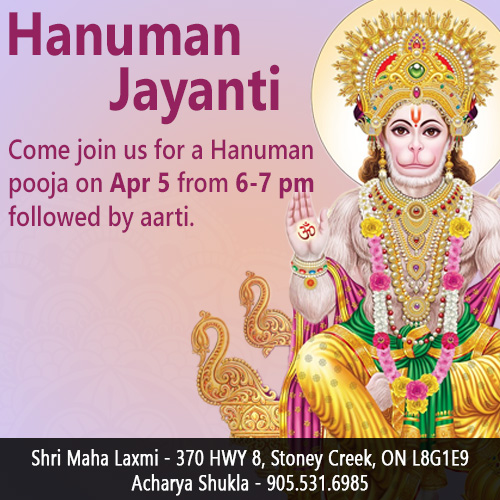 Hanuman
Jayanti
Come join us for a Hanuman
pooja on Apr 5 from 6-7 pm
followed by aarti.
ॐ
Shri Maha Laxmi - 370 HWY 8, Stoney Creek, ON L8G1E9
Acharya Shukla - 905.531.6985